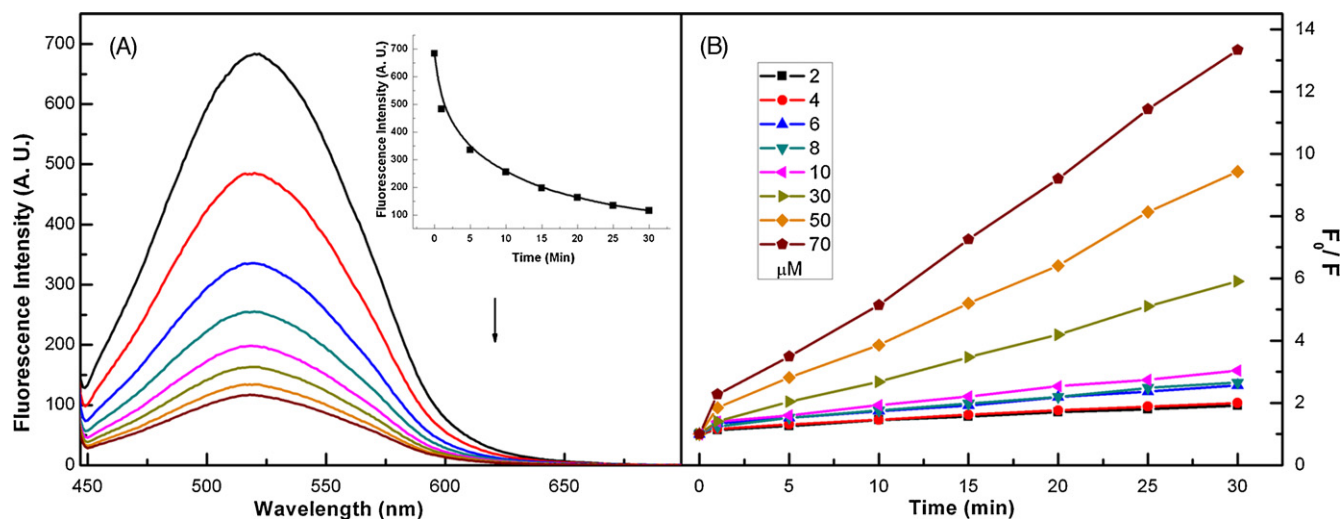 (A)
Fluorescence Intensity (A. U.)
700
600
500
400
300
200
100
0
450 500 550 600 650
Wavelength (nm)
Fluorescence Intensity (A. U.)
700
600
500
400
300
200
100
0 5 10 15 20 25 30
Time (Min)
(B)
2
4
6
8
10
30
50
70
μM
14
12
10
8
6
4
2
0
F₀/ F
0 5 10 15 20 25 30
Time (min)